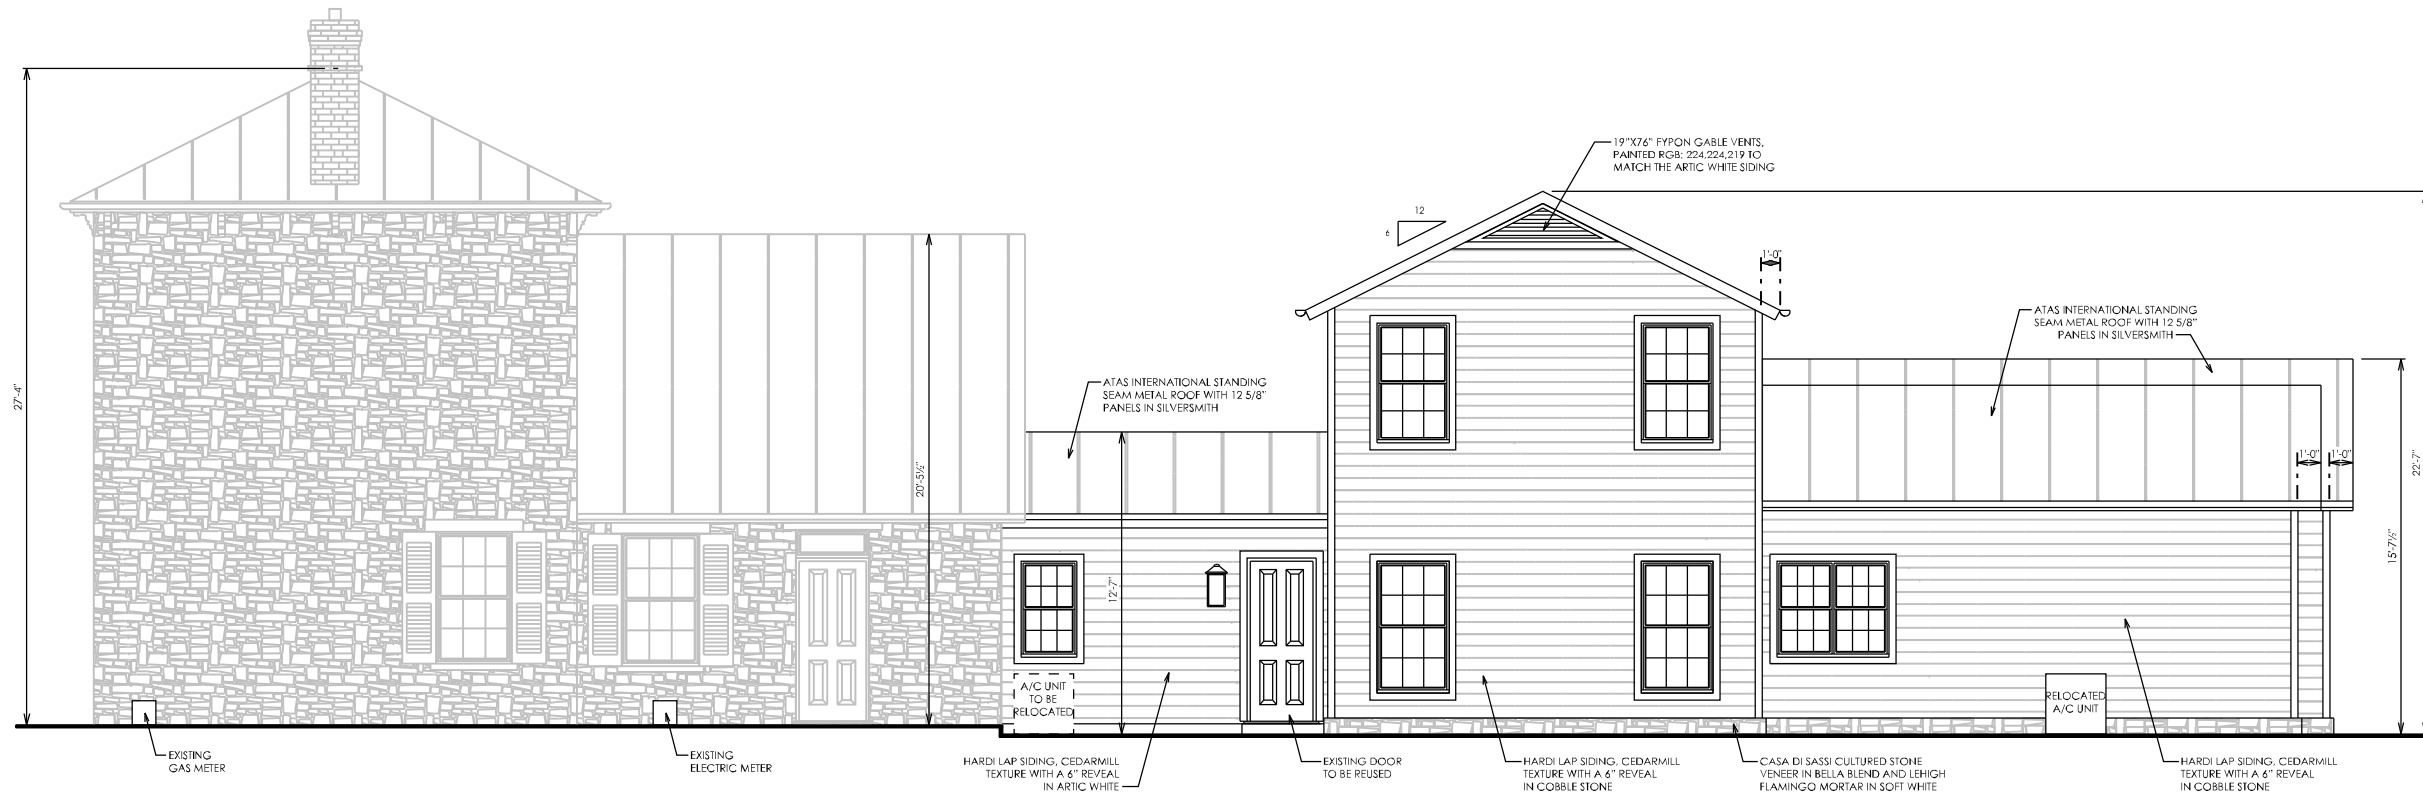 19"X76" FYPON GABLE VENTS,
PAINTED RGB: 224,224,219 TO
MATCH THE ARTIC WHITE SIDING
12
6
1'-0"
ATAS INTERNATIONAL STANDING
SEAM METAL ROOF WITH 12 5/8"
PANELS IN SILVERSMITH
ATAS INTERNATIONAL STANDING
SEAM METAL ROOF WITH 12 5/8"
PANELS IN SILVERSMITH
27'-4"
20'-5½"
12'-7"
1'-0"
1'-0"
22'-7"
15'-7½"
A/C UNIT
TO BE
RELOCATED
RELOCATED
A/C UNIT
EXISTING
GAS METER
EXISTING
ELECTRIC METER
HARDI LAP SIDING, CEDARMILL
TEXTURE WITH A 6" REVEAL
IN ARTIC WHITE
EXISTING DOOR
TO BE REUSED
HARDI LAP SIDING, CEDARMILL
TEXTURE WITH A 6" REVEAL
IN COBBLE STONE
CASA DI SASSI CULTURED STONE
VENEER IN BELLA BLEND AND LEHIGH
FLAMINGO MORTAR IN SOFT WHITE
HARDI LAP SIDING, CEDARMILL
TEXTURE WITH A 6" REVEAL
IN COBBLE STONE